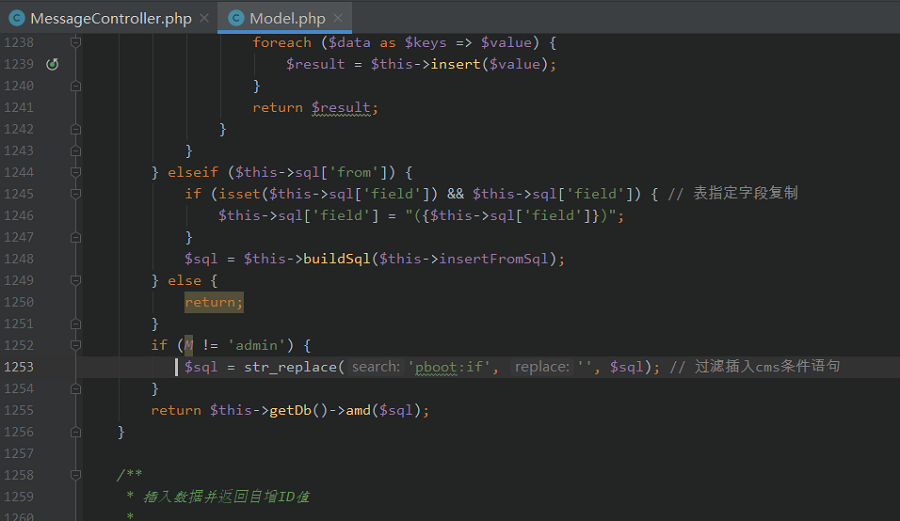 MessageController.php × Model.php ×
1238 foreach ($data as $keys => $value) {
1239 $result = $this->insert($value);
1240 }
1241 return $result;
1242 }
1243 }
1244 } elseif ($this->sql['from']) {
1245 if (isset($this->sql['field']) && $this->sql['field']) { // 表指定字段复制
1246 $this->sql['field'] = "({$this->sql['field']})";
1247 }
1248 $sql = $this->buildSql($this->insertFromSql);
1249 } else {
1250 return;
1251 }
1252 if (M != 'admin') {
1253 $sql = str_replace( search: 'pboot:if', replace: '', $sql); // 过滤插入cms条件语句
1254 }
1255 return $this->getDb()->amd($sql);
1256 }
1257
1258 /**
1259 * 插入数据并返回自增ID值
1260 *